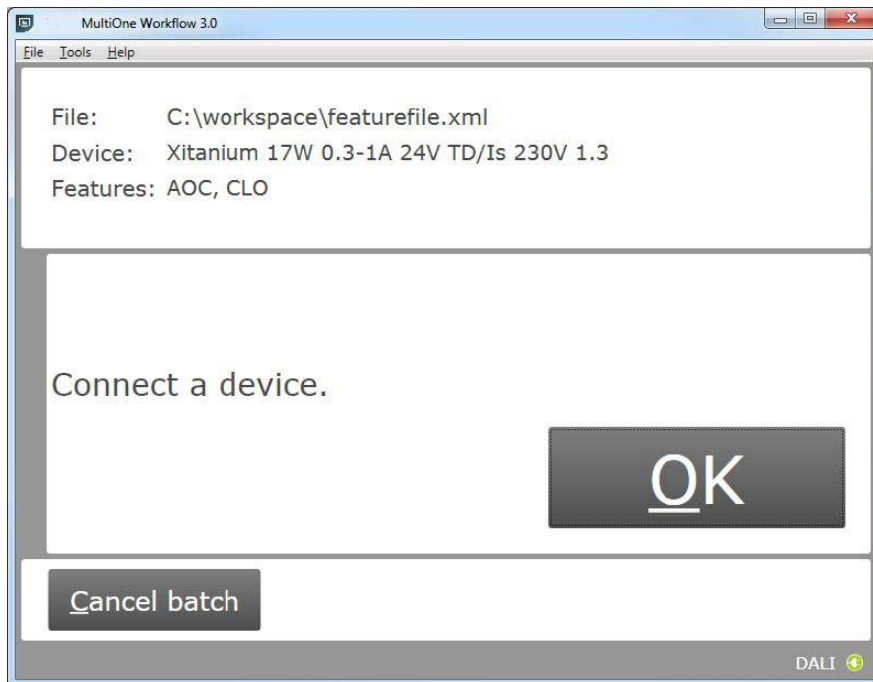 MultiOne Workflow 3.0
File Tools Help
File: C:\workspace\featurefile.xml
Device: Xitanium 17W 0.3-1A 24V TD/Is 230V 1.3
Features: AOC, CLO
Connect a device.
OK
Cancel batch
DALI